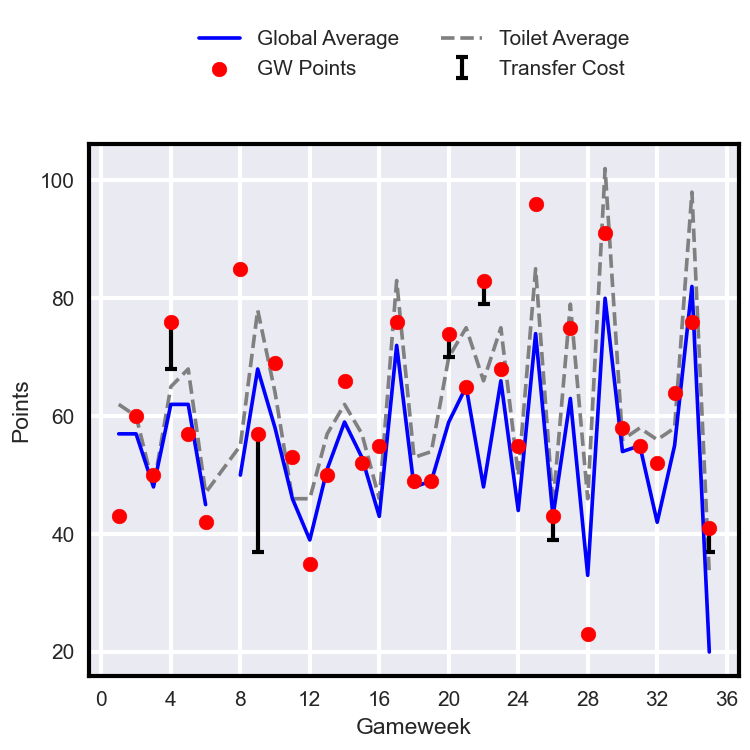 Global Average
Toilet Average
GW Points
Transfer Cost
100
80
60
40
20
Points
0 4 8 12 16 20 24 28 32 36
Gameweek